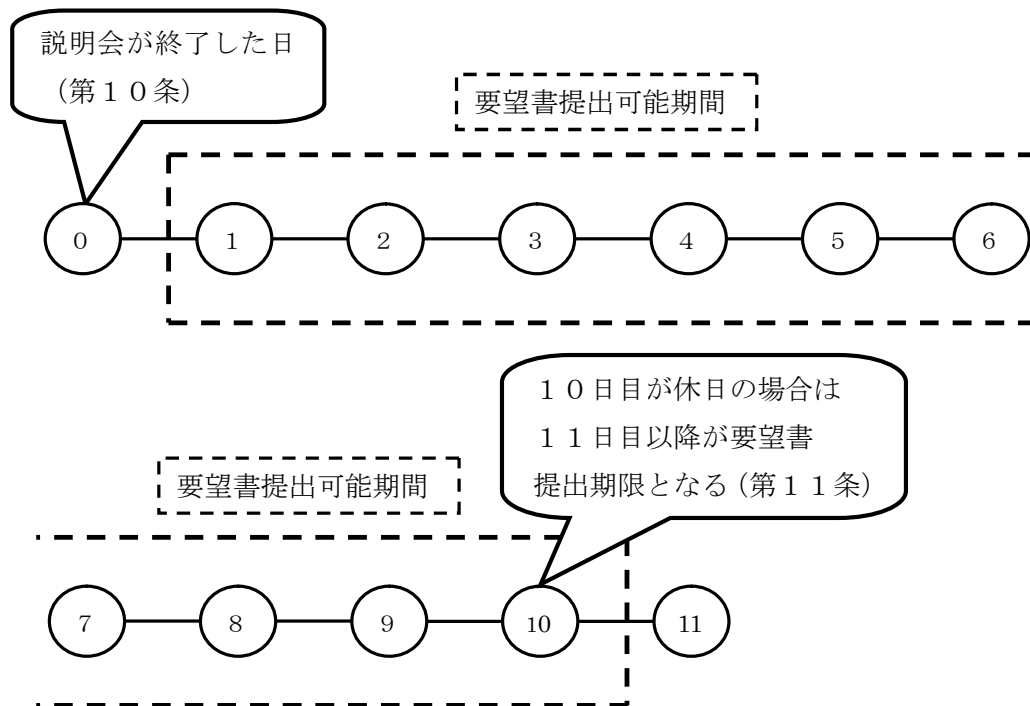 説明会が終了した日
(第１０条)
要望書提出可能期間
0
1
2
3
4
5
6
１０日目が休日の場合は
１１日目以降が要望書
提出期限となる(第１１条)
要望書提出可能期間
7
8
9
10
11